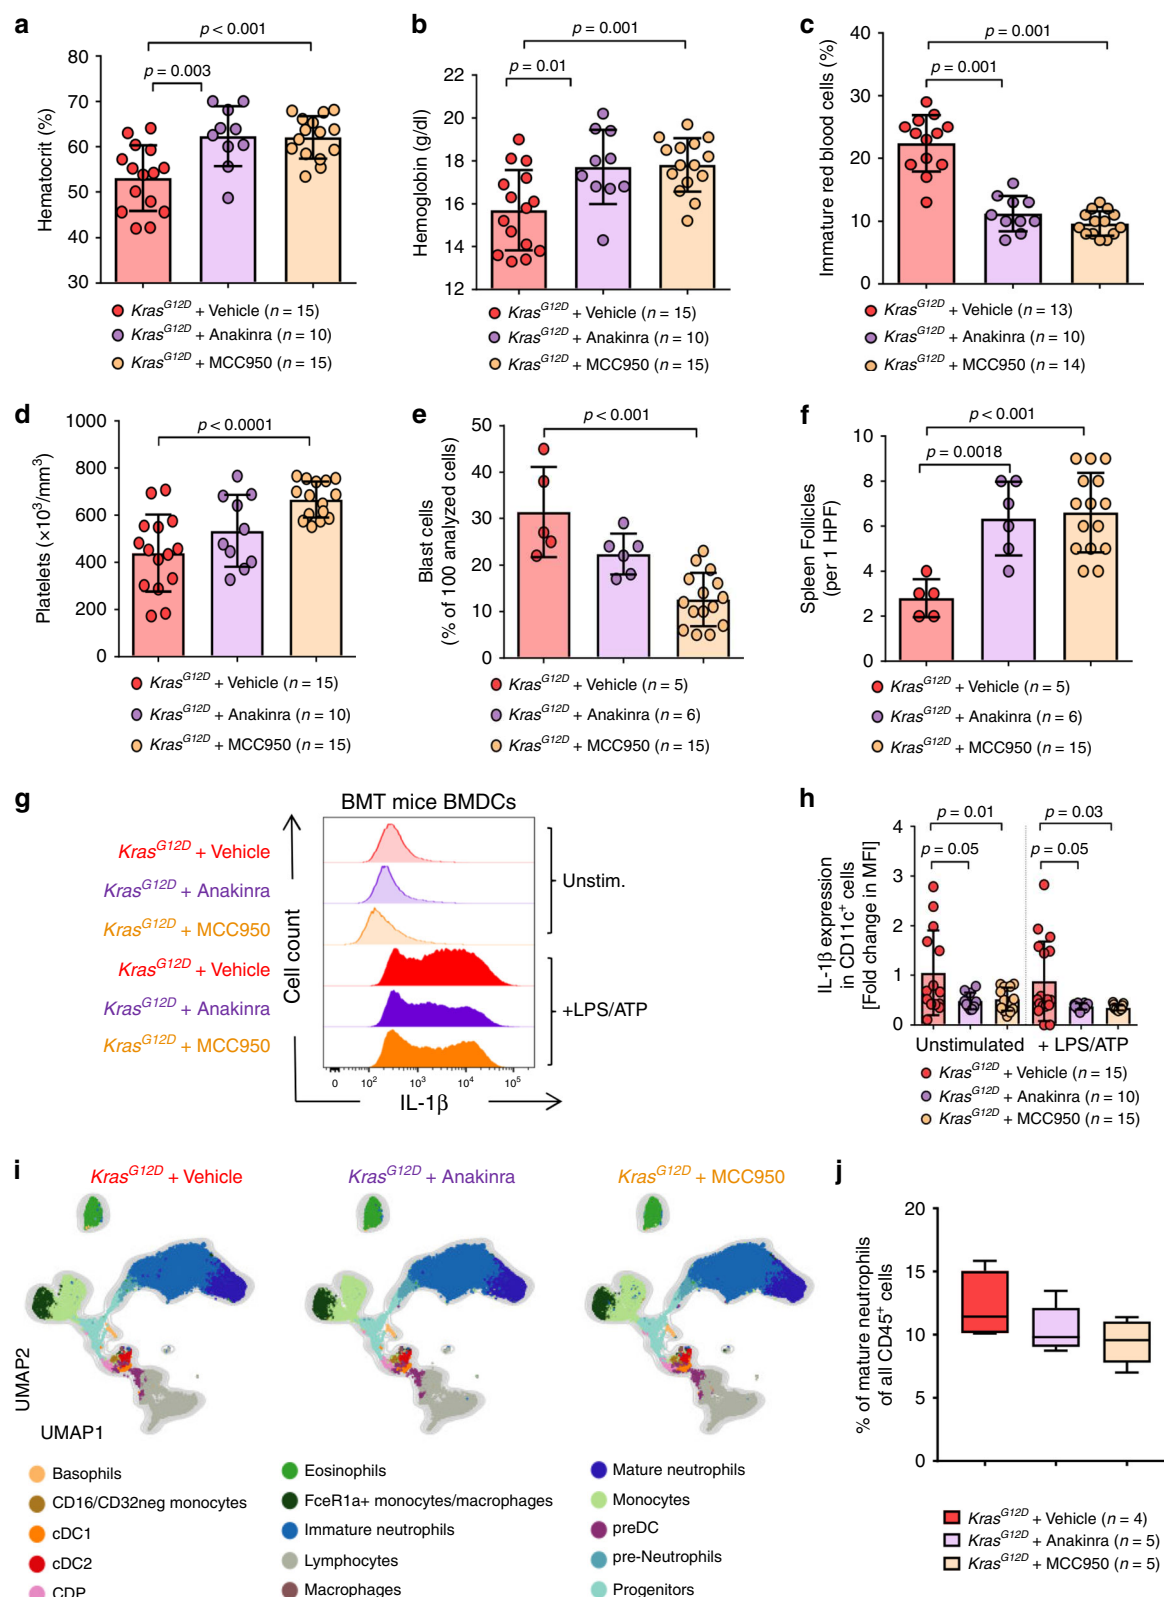 a
p < 0.001
p = 0.003
Hematocrit (%)
80
70
60
50
40
30
Kras^G12D + Vehicle (n = 15)
Kras^G12D + Anakinra (n = 10)
Kras^G12D + MCC950 (n = 15)
b
p = 0.001
p = 0.01
Hemoglobin (g/dl)
22
20
18
16
14
12
Kras^G12D + Vehicle (n = 15)
Kras^G12D + Anakinra (n = 10)
Kras^G12D + MCC950 (n = 15)
c
p = 0.001
p = 0.001
Immature red blood cells (%)
40
30
20
10
0
Kras^G12D + Vehicle (n = 13)
Kras^G12D + Anakinra (n = 10)
Kras^G12D + MCC950 (n = 14)
d
p < 0.0001
Platelets (×10³/mm³)
1000
800
600
400
200
0
Kras^G12D + Vehicle (n = 15)
Kras^G12D + Anakinra (n = 10)
Kras^G12D + MCC950 (n = 15)
e
p < 0.001
Blast cells
(% of 100 analyzed cells)
50
40
30
20
10
0
Kras^G12D + Vehicle (n = 5)
Kras^G12D + Anakinra (n = 6)
Kras^G12D + MCC950 (n = 15)
f
p < 0.001
p = 0.0018
Spleen Follicles
(per 1 HPF)
10
8
6
4
2
0
Kras^G12D + Vehicle (n = 5)
Kras^G12D + Anakinra (n = 6)
Kras^G12D + MCC950 (n = 15)
g
BMT mice BMDCs
Kras^G12D + Vehicle
Kras^G12D + Anakinra
Kras^G12D + MCC950
Kras^G12D + Vehicle
Kras^G12D + Anakinra
Kras^G12D + MCC950
Cell count
Unstim.
+LPS/ATP
0 10² 10³ 10⁴ 10⁵
IL-1β
h
p = 0.01
p = 0.03
p = 0.05
p = 0.05
IL-1β expression
in CD11c⁺ cells
[Fold change in MFI]
4
3
2
1
0
Unstimulated
+ LPS/ATP
Kras^G12D + Vehicle (n = 15)
Kras^G12D + Anakinra (n = 10)
Kras^G12D + MCC950 (n = 15)
i
Kras^G12D + Vehicle
Kras^G12D + Anakinra
Kras^G12D + MCC950
UMAP2
UMAP1
Basophils
CD16/CD32neg monocytes
cDC1
cDC2
CDP
Eosinophils
FceR1a+ monocytes/macrophages
Immature neutrophils
Lymphocytes
Macrophages
Mature neutrophils
Monocytes
preDC
pre-Neutrophils
Progenitors
j
% of mature neutrophils
of all CD45⁺ cells
20
15
10
5
0
Kras^G12D + Vehicle (n = 4)
Kras^G12D + Anakinra (n = 5)
Kras^G12D + MCC950 (n = 5)